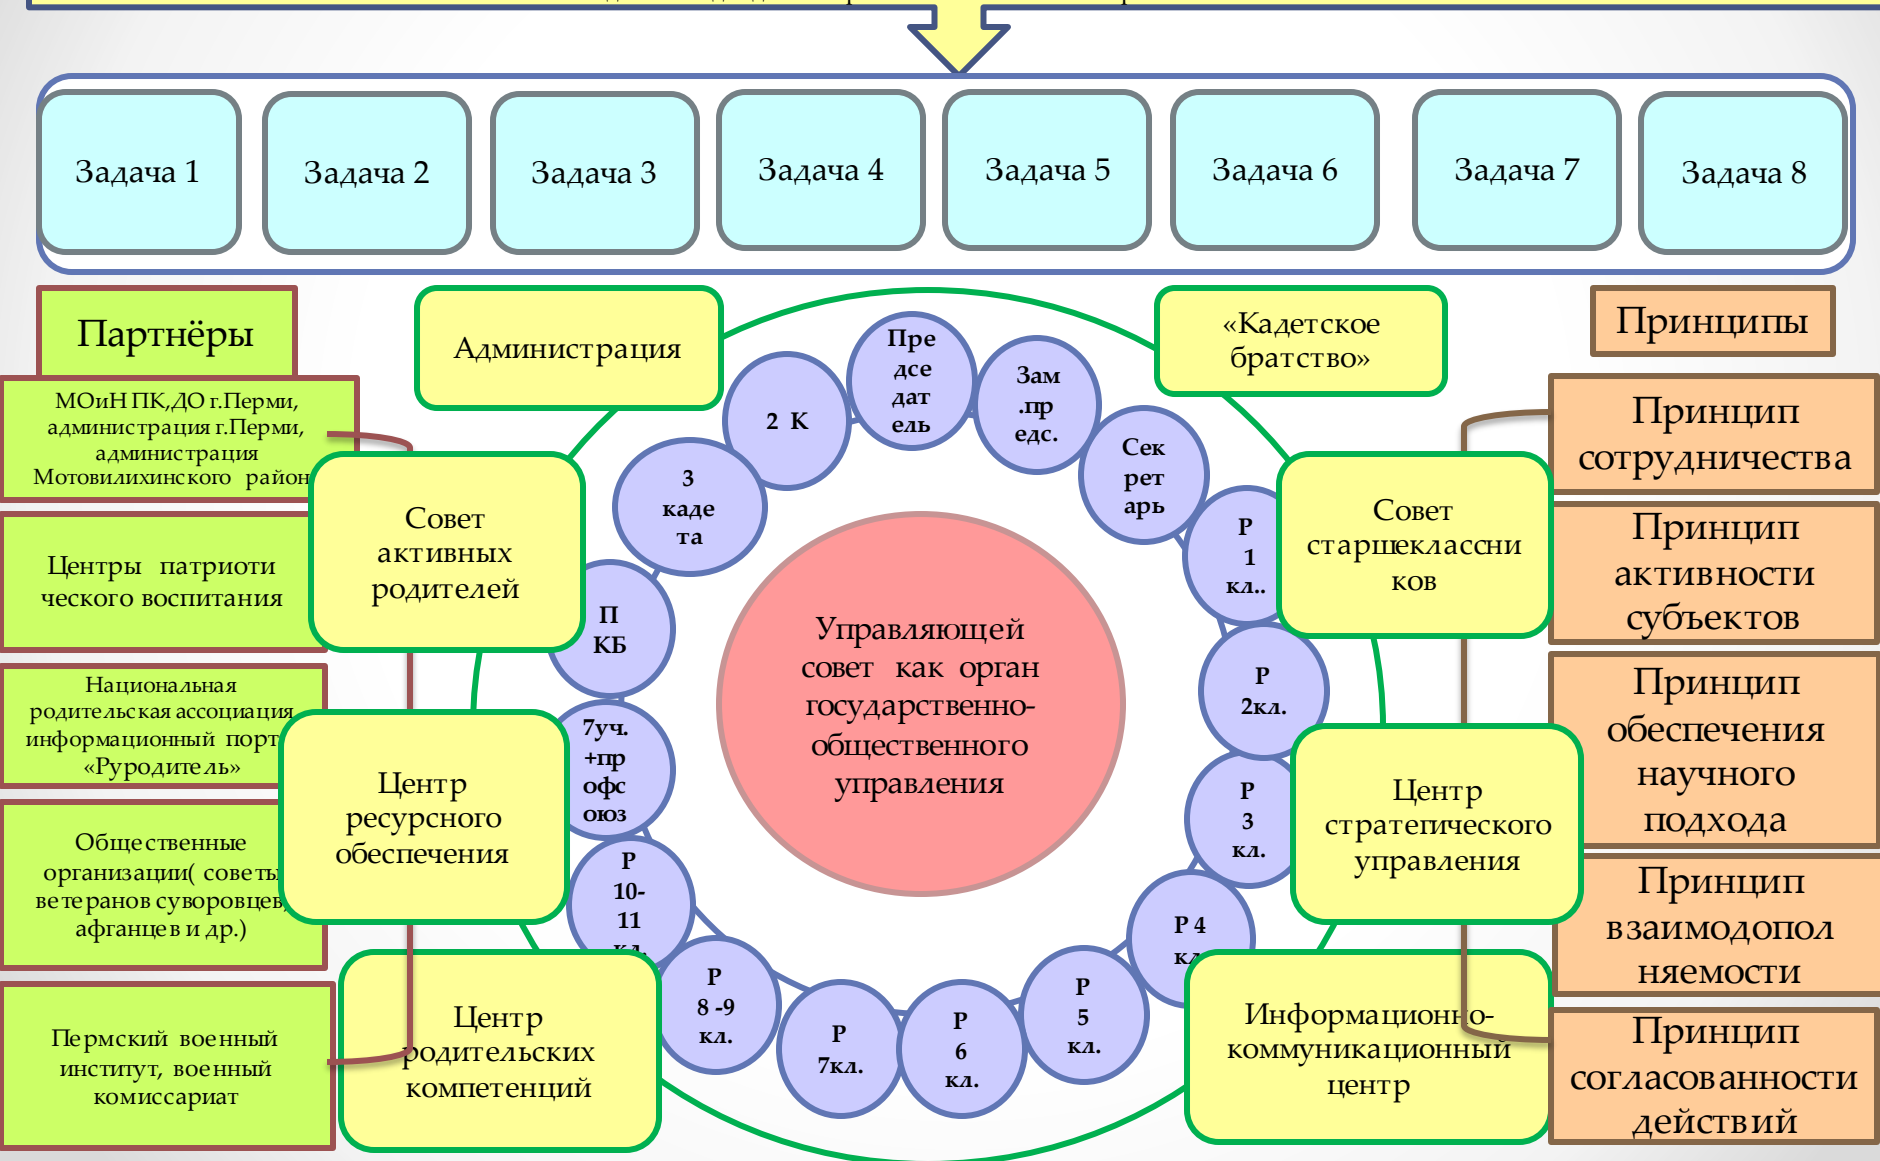 Задача 1
Задача 2
Задача 3
Задача 4
Задача 5
Задача 6
Задача 7
Задача 8
Партнёры
МОиН ПК,ДО г.Перми,
администрация г.Перми,
администрация
Мотовилихинского район
Центры патриоти
ческого воспитания
Национальная
родительская ассоциация
информационный порт
«Руродитель»
Общественные
организации( советы
ветеранов суворовцев,
афганцев и др.)
Пермский военный
институт, военный
комиссариат
Администрация
Совет
активных
родителей
Центр
ресурсного
обеспечения
Центр
родительских
компетенций
Пре
дсе
дат
ель
Зам
.пр
едс.
Сек
рет
арь
Р
1
кл..
Р
2кл.
Р
3
кл.
Р 4
кл
Р
5
кл.
Р
6
кл.
Р
7кл.
Р
8 -9
кл.
Р
10-
11
кл.
7уч.
+пр
офс
оюз
П
КБ
3
каде
та
2 К
Управляющей
совет как орган
государственно-
общественного
управления
«Кадетское
братство»
Совет
старшеклассни
ков
Центр
стратегического
управления
Информационно-
коммуникационный
центр
Принципы
Принцип
сотрудничества
Принцип
активности
субъектов
Принцип
обеспечения
научного
подхода
Принцип
взаимодопол
няемости
Принцип
согласованности
действий